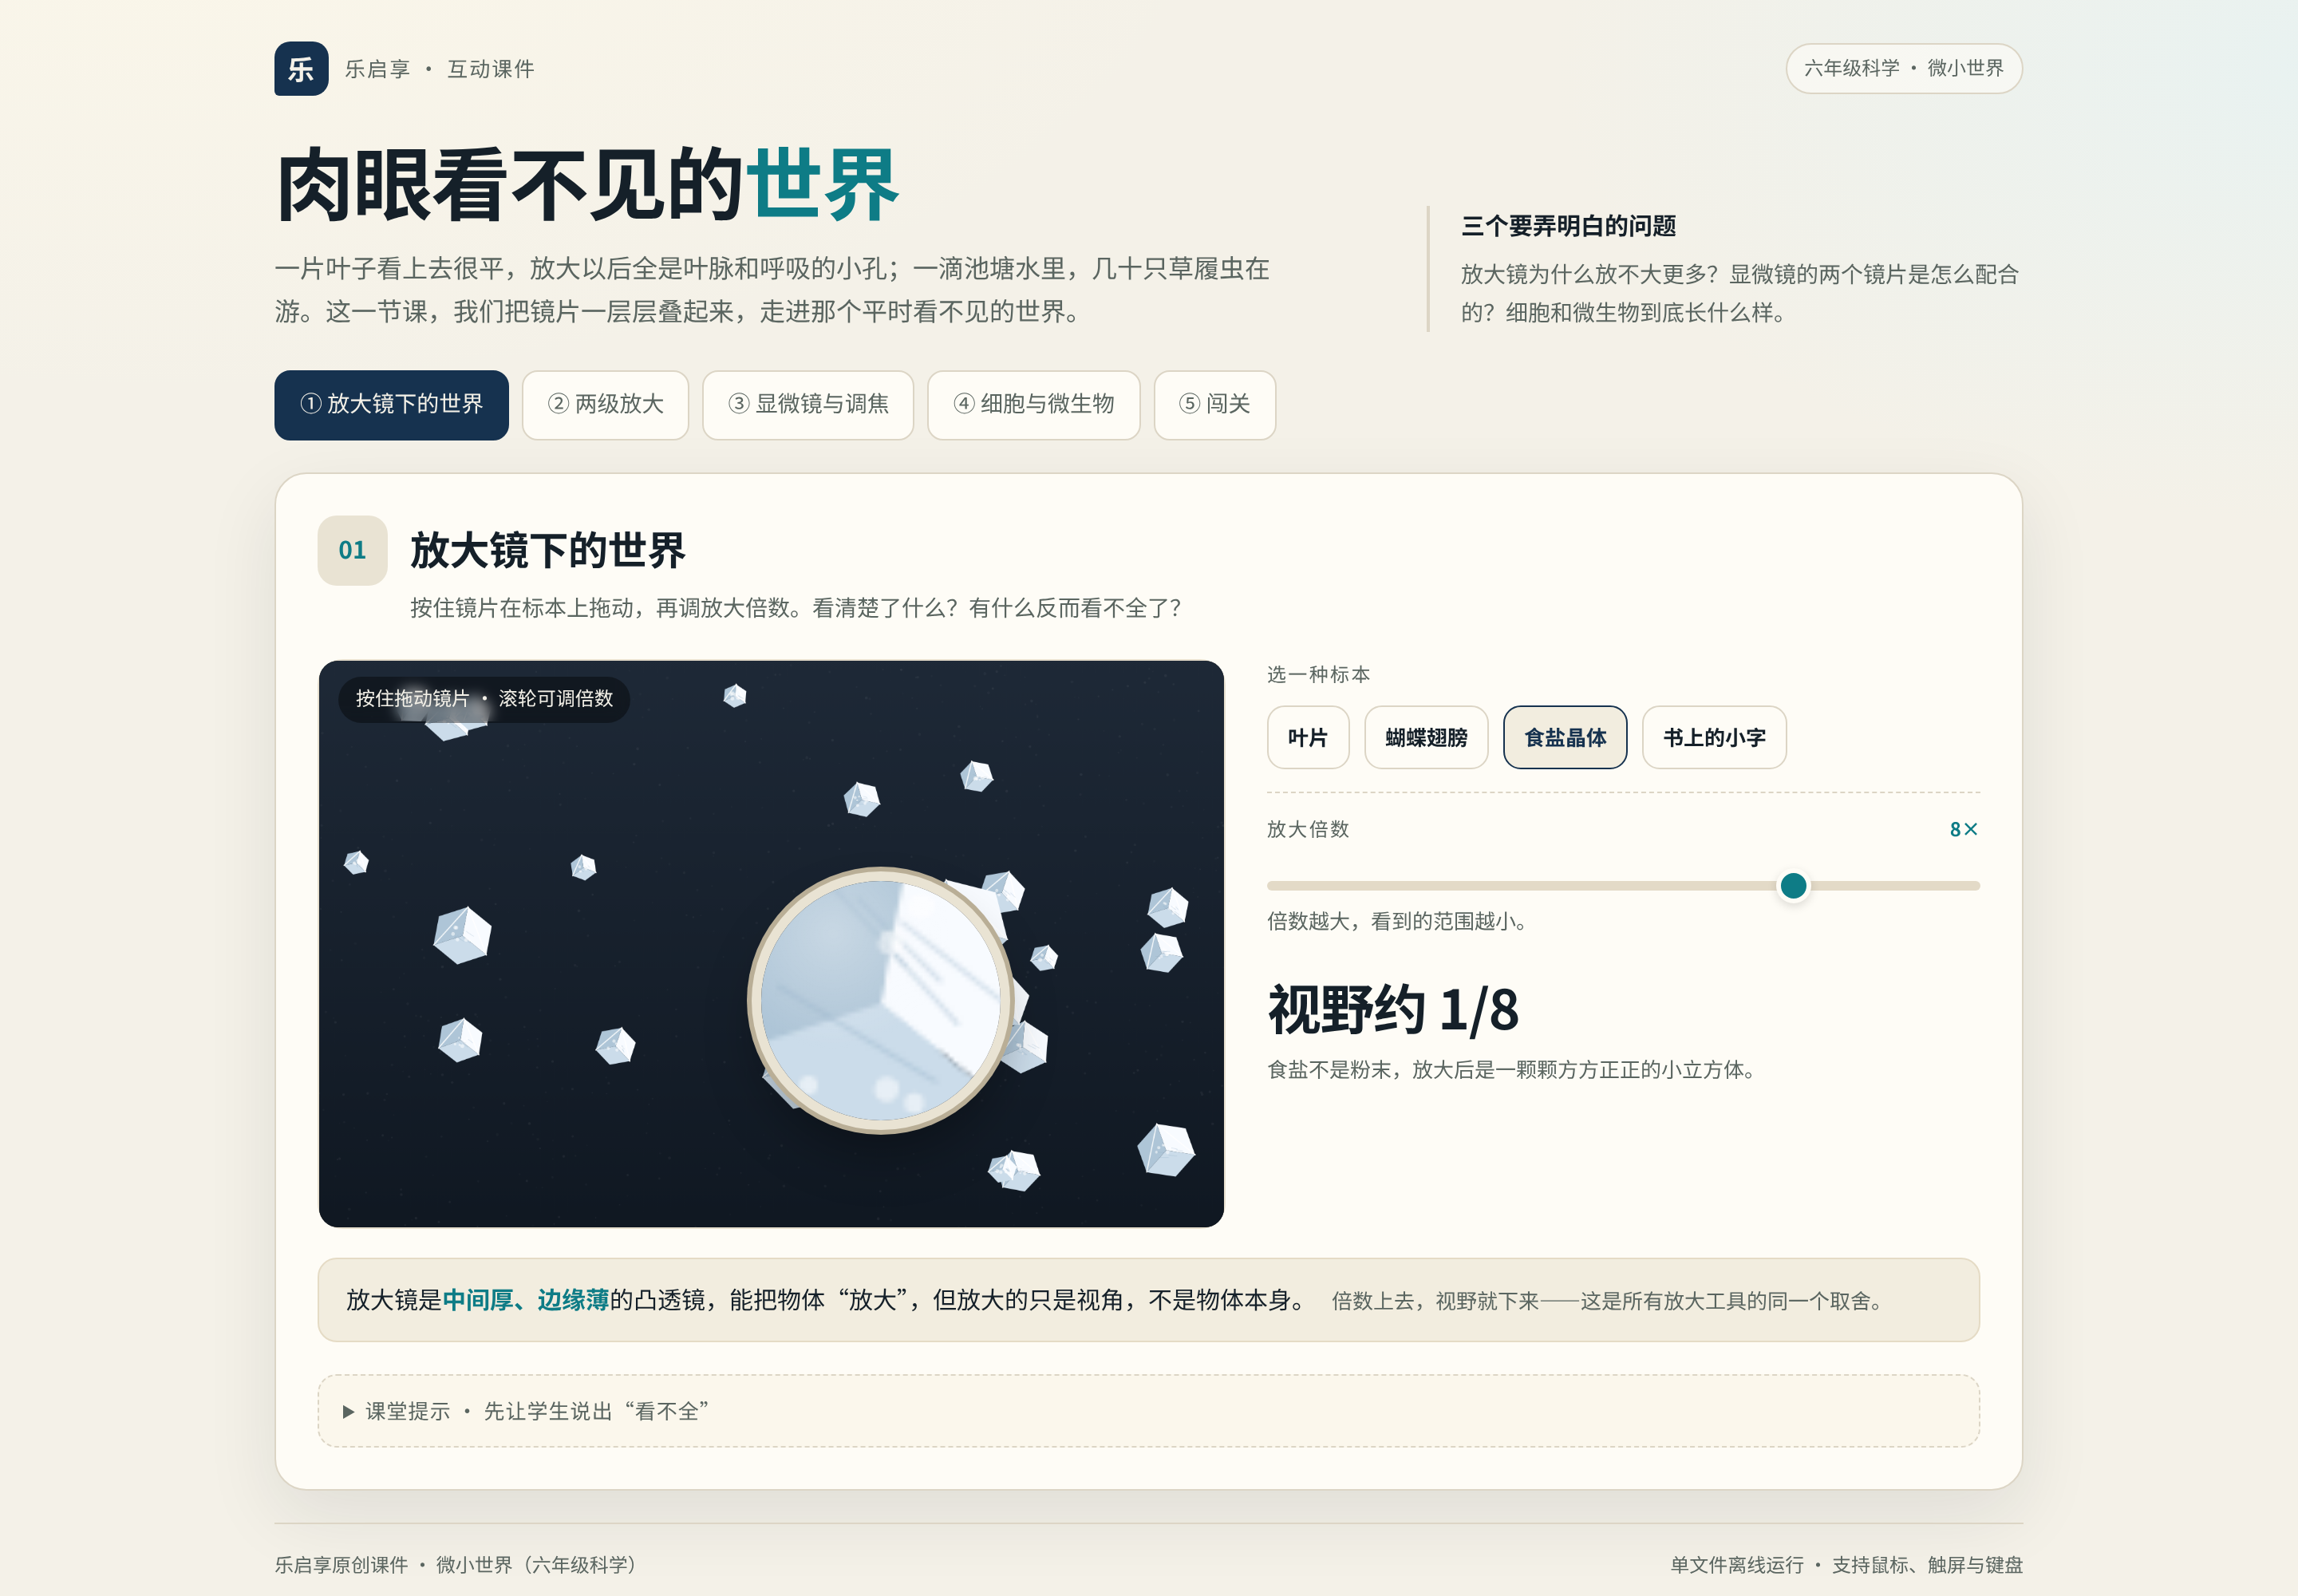 乐
乐启享 · 互动课件
六年级科学 · 微小世界
肉眼看不见的世界
一片叶子看上去很平，放大以后全是叶脉和呼吸的小孔；一滴池塘水里，几十只草履虫在
游。这一节课，我们把镜片一层层叠起来，走进那个平时看不见的世界。
三个要弄明白的问题
放大镜为什么放不大更多？显微镜的两个镜片是怎么配合
的？细胞和微生物到底长什么样。
① 放大镜下的世界
② 两级放大
③ 显微镜与调焦
④ 细胞与微生物
⑤ 闯关
01
放大镜下的世界
按住镜片在标本上拖动，再调放大倍数。看清楚了什么？有什么反而看不全了？
按住拖动镜片 · 滚轮可调倍数
选一种标本
叶片
蝴蝶翅膀
食盐晶体
书上的小字
放大倍数
8×
倍数越大，看到的范围越小。
视野约 1/8
食盐不是粉末，放大后是一颗颗方方正正的小立方体。
放大镜是中间厚、边缘薄的凸透镜，能把物体“放大”，但放大的只是视角，不是物体本身。 倍数上去，视野就下来——这是所有放大工具的同一个取舍。
▶ 课堂提示 · 先让学生说出“看不全”
乐启享原创课件 · 微小世界（六年级科学）
单文件离线运行 · 支持鼠标、触屏与键盘